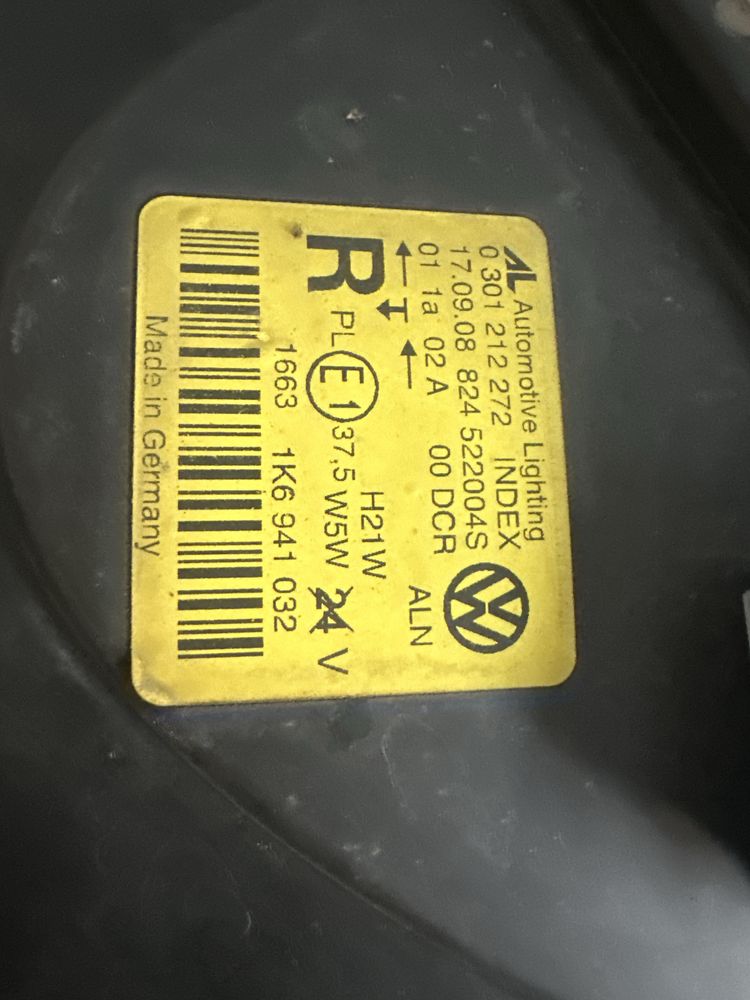 AL Automotive Lighting
0 301 212 272 INDEX
17.09.08 824 522004S
01 1a 02 A 00 DCR
ALN
R
H21W
PL E1 37,5 W5W 24 V
1663 1K6 941 032
Made in Germany